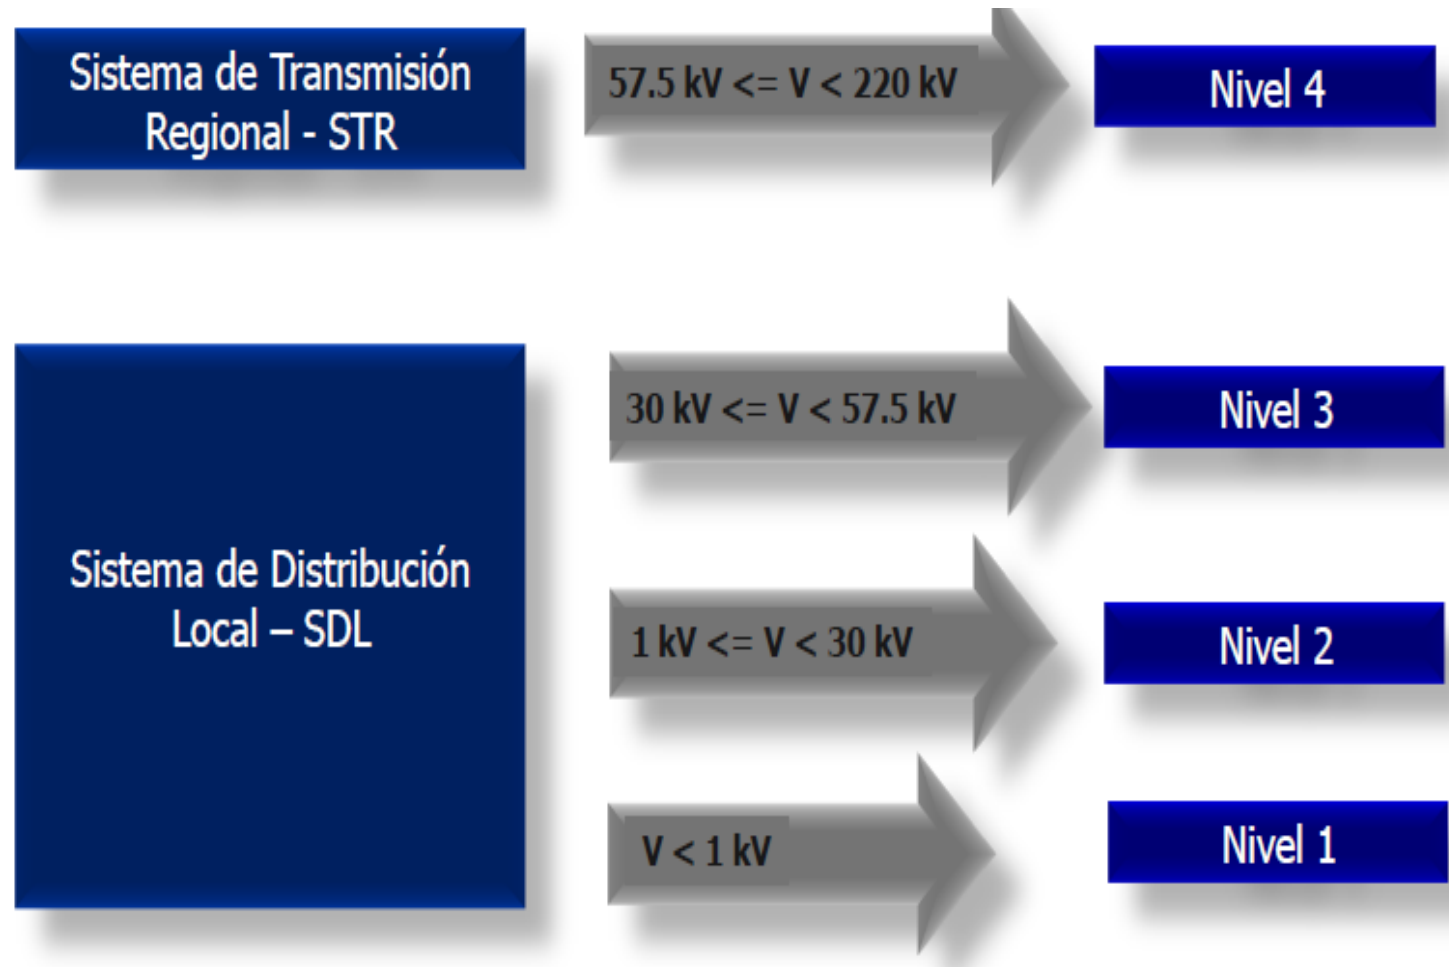 Sistema de Transmisión
Regional - STR
57.5 kV <= V < 220 kV
Nivel 4
Sistema de Distribución
Local – SDL
30 kV <= V < 57.5 kV
Nivel 3
1 kV <= V < 30 kV
Nivel 2
V < 1 kV
Nivel 1